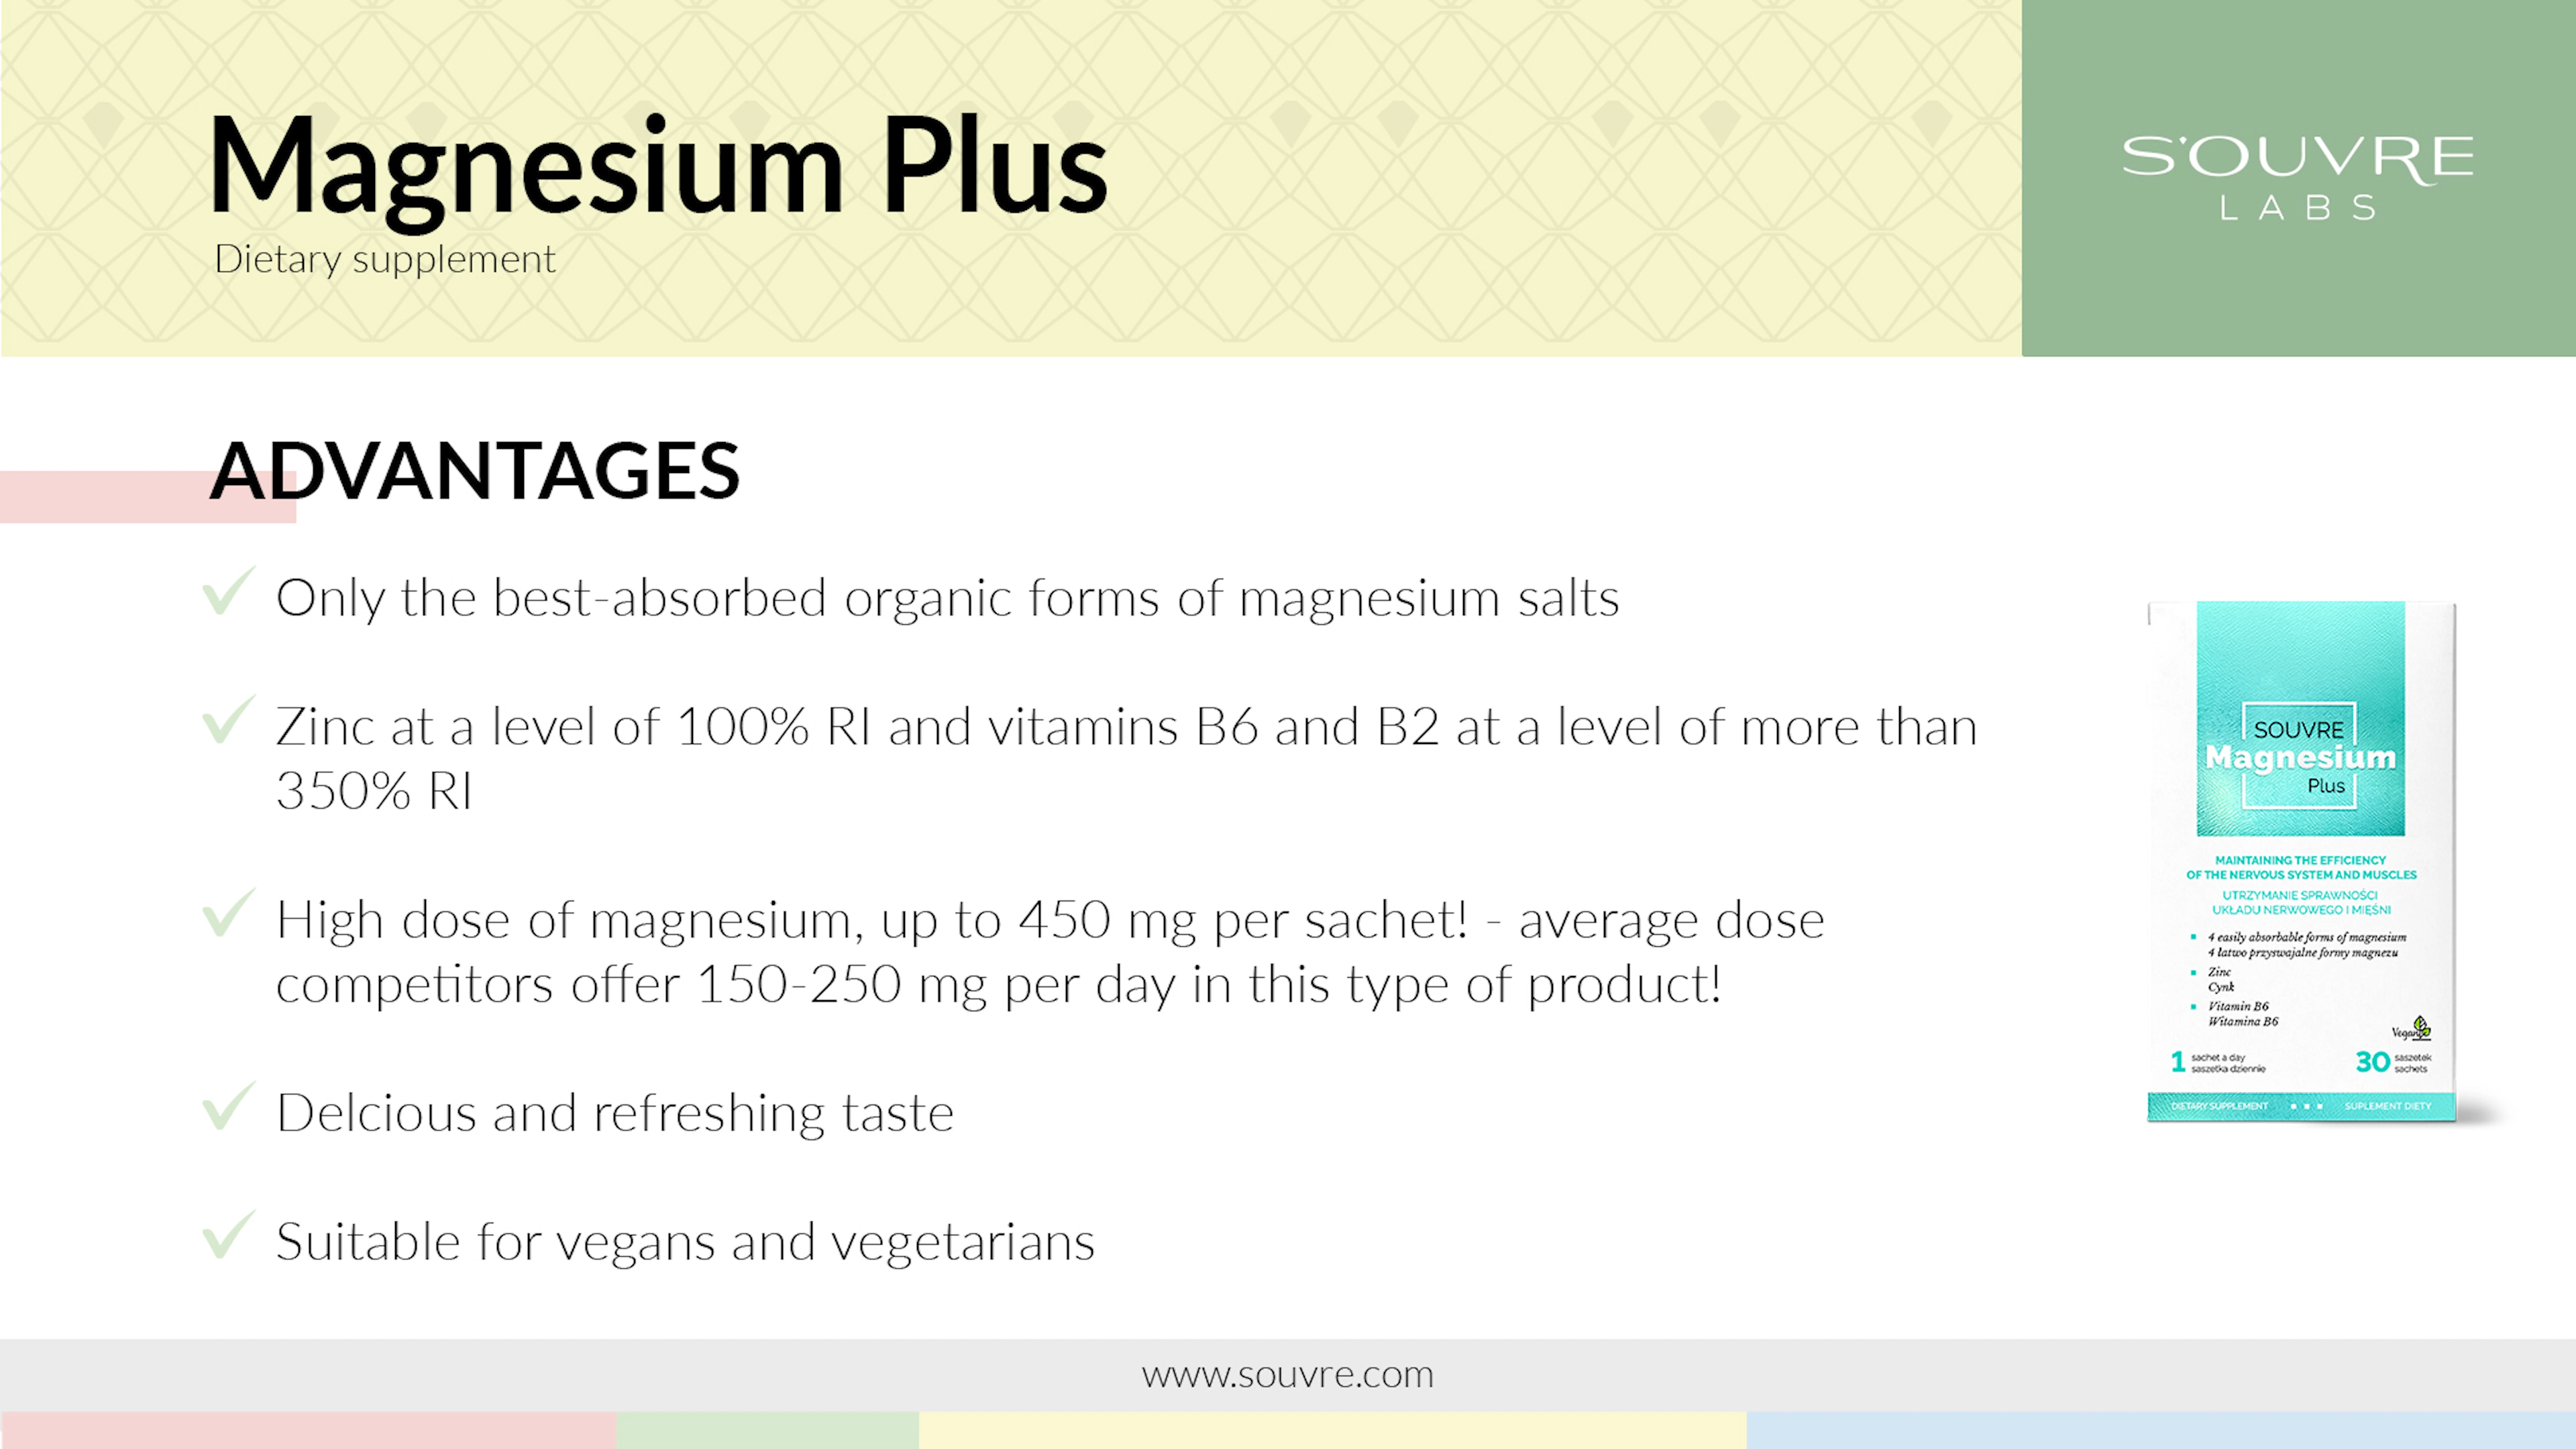 Magnesium Plus
Dietary supplement
S'OUVRE
LABS
ADVANTAGES
Only the best-absorbed organic forms of magnesium salts
Zinc at a level of 100% RI and vitamins B6 and B2 at a level of more than
350% RI
High dose of magnesium, up to 450 mg per sachet! - average dose
competitors offer 150-250 mg per day in this type of product!
Delcious and refreshing taste
Suitable for vegans and vegetarians
SOUVRE
Magnesium
Plus
MAINTAINING THE EFFICIENCY
OF THE NERVOUS SYSTEM AND MUSCLES
UTRZYMANIE SPRAWNOŚCI
UKŁADU NERWOWEGO I MIĘŚNI
4 easily absorbable forms of magnesium
4 łatwo przyswajalne formy magnezu
Zinc
Cynk
Vitamin B6
Witamina B6
Vegan
1 sachet a day
saszetka dziennie
30 saszetek
sachets
DIETARY SUPPLEMENT SUPLEMENT DIETY
www.souvre.com